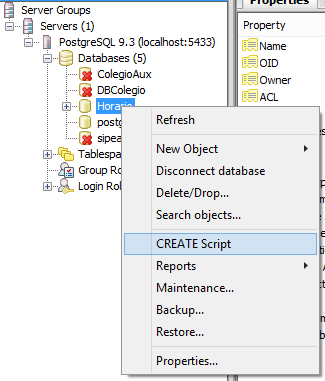 Server Groups
Servers (1)
PostgreSQL 9.3 (localhost:5433)
Databases (5)
ColegioAux
DBColegio
Horario
postg
sipea
Tablesp
Group Ro
Login Rol
Refresh
New Object
Disconnect database
Delete/Drop...
Search objects...
CREATE Script
Reports
Maintenance...
Backup...
Restore...
Properties...
Properties
Property
Name
OID
Owner
ACL